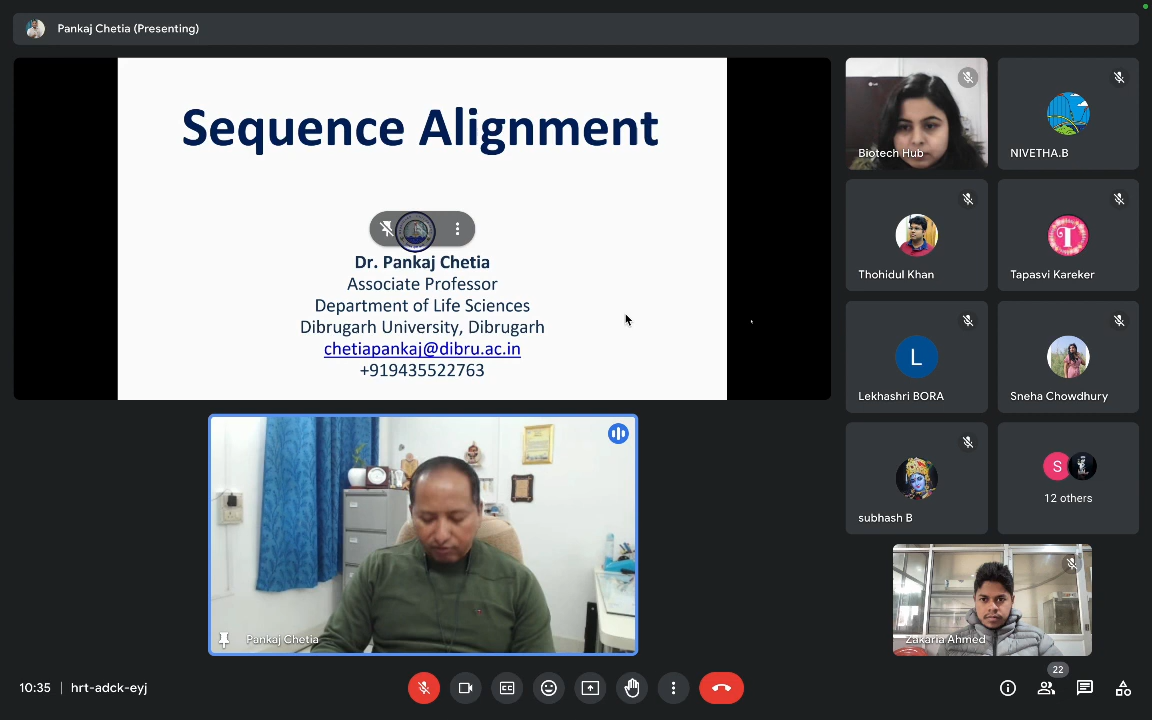 Pankaj Chetia (Presenting)
Sequence Alignment
Dr. Pankaj Chetia
Associate Professor
Department of Life Sciences
Dibrugarh University, Dibrugarh
chetiapankaj@dibru.ac.in
+919435522763
Pankaj Chetia
Biotech Hub
NIVETHA.B
Thohidul Khan
T
Tapasvi Kareker
L
Lekhashri BORA
Sneha Chowdhury
subhash B
S
12 others
Zakaria Ahmed
10:35 | hrt-adck-eyj
CC
22